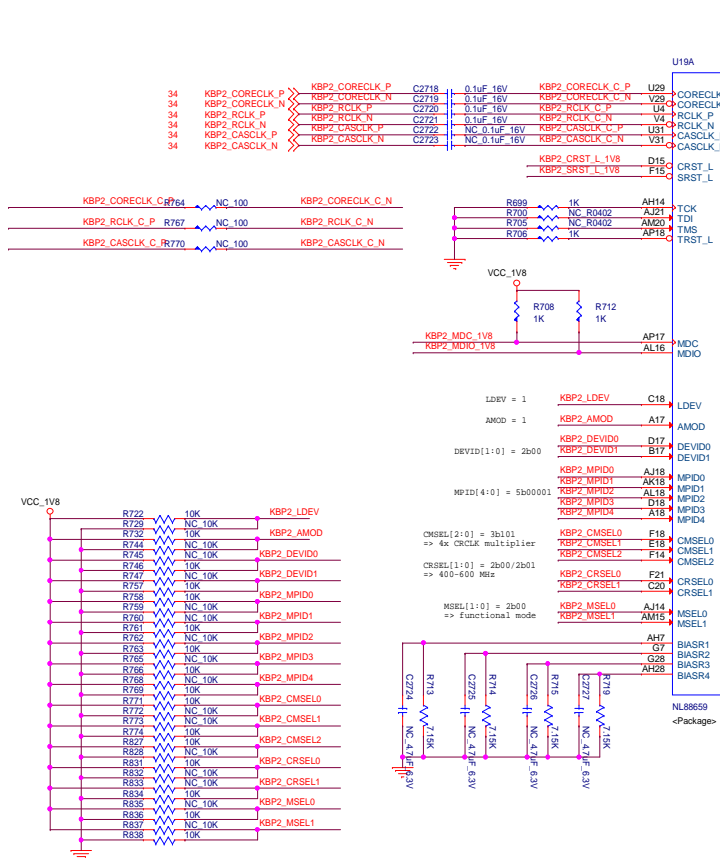 U19A
34 KBP2_CORECLK_P KBP2_CORECLK_P C2718 0.1uF_16V KBP2_CORECLK_C_P U29 CORECLK
34 KBP2_CORECLK_N KBP2_CORECLK_N C2719 0.1uF_16V KBP2_CORECLK_C_N V29 CORECLK
34 KBP2_RCLK_P KBP2_RCLK_P C2720 0.1uF_16V KBP2_RCLK_C_P U4 RCLK_P
34 KBP2_RCLK_N KBP2_RCLK_N C2721 0.1uF_16V KBP2_RCLK_C_N V4 RCLK_N
34 KBP2_CASCLK_P KBP2_CASCLK_P C2722 NC_0.1uF_16V KBP2_CASCLK_C_P U31 CASCLK_
34 KBP2_CASCLK_N KBP2_CASCLK_N C2723 NC_0.1uF_16V KBP2_CASCLK_C_N V31 CASCLK_
KBP2_CRST_L_1V8 D15 CRST_L
KBP2_SRST_L_1V8 F15 SRST_L
KBP2_CORECLK_C_P R764 NC_100 KBP2_CORECLK_C_N
KBP2_RCLK_C_P R767 NC_100 KBP2_RCLK_C_N
KBP2_CASCLK_C_P R770 NC_100 KBP2_CASCLK_C_N
R699 1K AH14 TCK
R700 NC_R0402 AJ21 TDI
R705 NC_R0402 AM20 TMS
R706 1K AP18 TRST_L
VCC_1V8
R708 R712
1K 1K
KBP2_MDC_1V8 AP17 MDC
KBP2_MDIO_1V8 AL16 MDIO
LDEV = 1 KBP2_LDEV C18 LDEV
AMOD = 1 KBP2_AMOD A17 AMOD
KBP2_DEVID0 D17 DEVID0
DEVID[1:0] = 2b00 KBP2_DEVID1 B17 DEVID1
KBP2_MPID0 AJ18 MPID0
KBP2_MPID1 AK18 MPID1
MPID[4:0] = 5b00001 KBP2_MPID2 AL18 MPID2
KBP2_MPID3 D18 MPID3
KBP2_MPID4 A18 MPID4
CMSEL[2:0] = 3b101 KBP2_CMSEL0 F18 CMSEL0
=> 4x CRCLK multiplier KBP2_CMSEL1 E18 CMSEL1
KBP2_CMSEL2 F14 CMSEL2
CRSEL[1:0] = 2b00/2b01 KBP2_CRSEL0 F21 CRSEL0
=> 400-600 MHz KBP2_CRSEL1 C20 CRSEL1
MSEL[1:0] = 2b00 KBP2_MSEL0 AJ14 MSEL0
=> functional mode KBP2_MSEL1 AM15 MSEL1
AH7 BIASR1
G7 BIASR2
G28 BIASR3
AH28 BIASR4
C2724 R713 C2725 R714 C2726 R715 C2727 R719
NC_4.7uF_6.3V 7.15K NC_4.7uF_6.3V 7.15K NC_4.7uF_6.3V 7.15K NC_4.7uF_6.3V 7.15K
NL88659
<Package>
VCC_1V8
R722 10K KBP2_LDEV
R729 NC_10K
R732 10K KBP2_AMOD
R744 NC_10K
R745 NC_10K KBP2_DEVID0
R746 10K
R747 NC_10K KBP2_DEVID1
R757 10K
R758 10K KBP2_MPID0
R759 NC_10K
R760 NC_10K KBP2_MPID1
R761 10K
R762 NC_10K KBP2_MPID2
R763 10K
R765 NC_10K KBP2_MPID3
R766 10K
R768 NC_10K KBP2_MPID4
R769 10K
R771 10K KBP2_CMSEL0
R772 NC_10K
R773 NC_10K KBP2_CMSEL1
R774 10K
R827 10K KBP2_CMSEL2
R828 NC_10K
R831 10K KBP2_CRSEL0
R832 NC_10K
R833 NC_10K KBP2_CRSEL1
R834 10K
R835 NC_10K KBP2_MSEL0
R836 10K
R837 NC_10K KBP2_MSEL1
R838 10K